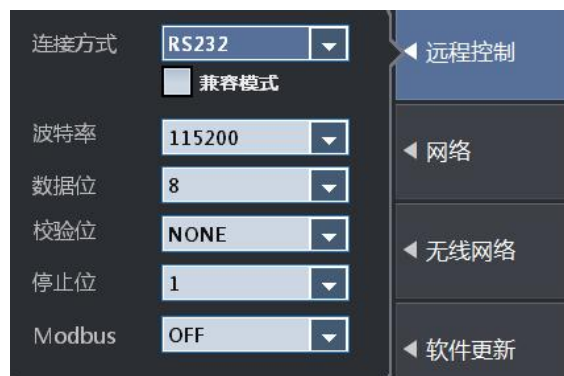 连接方式 RS232
兼容模式
波特率 115200
数据位 8
校验位 NONE
停止位 1
Modbus OFF
远程控制
网络
无线网络
软件更新